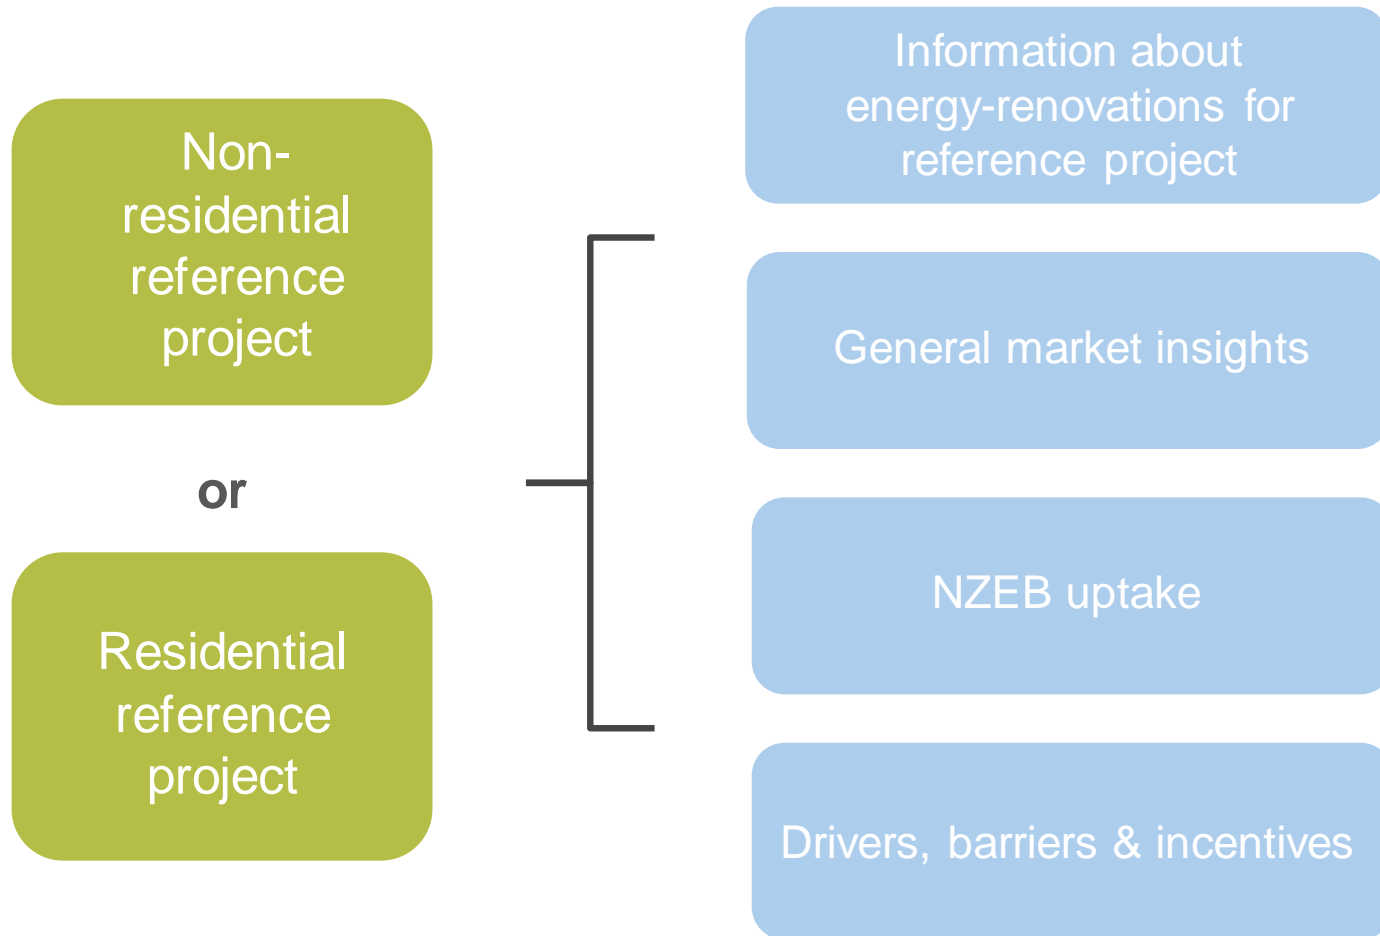 Non-
residential
reference
project
or
Residential
reference
project
Information about
energy-renovations for
reference project
General market insights
NZEB uptake
Drivers, barriers & incentives